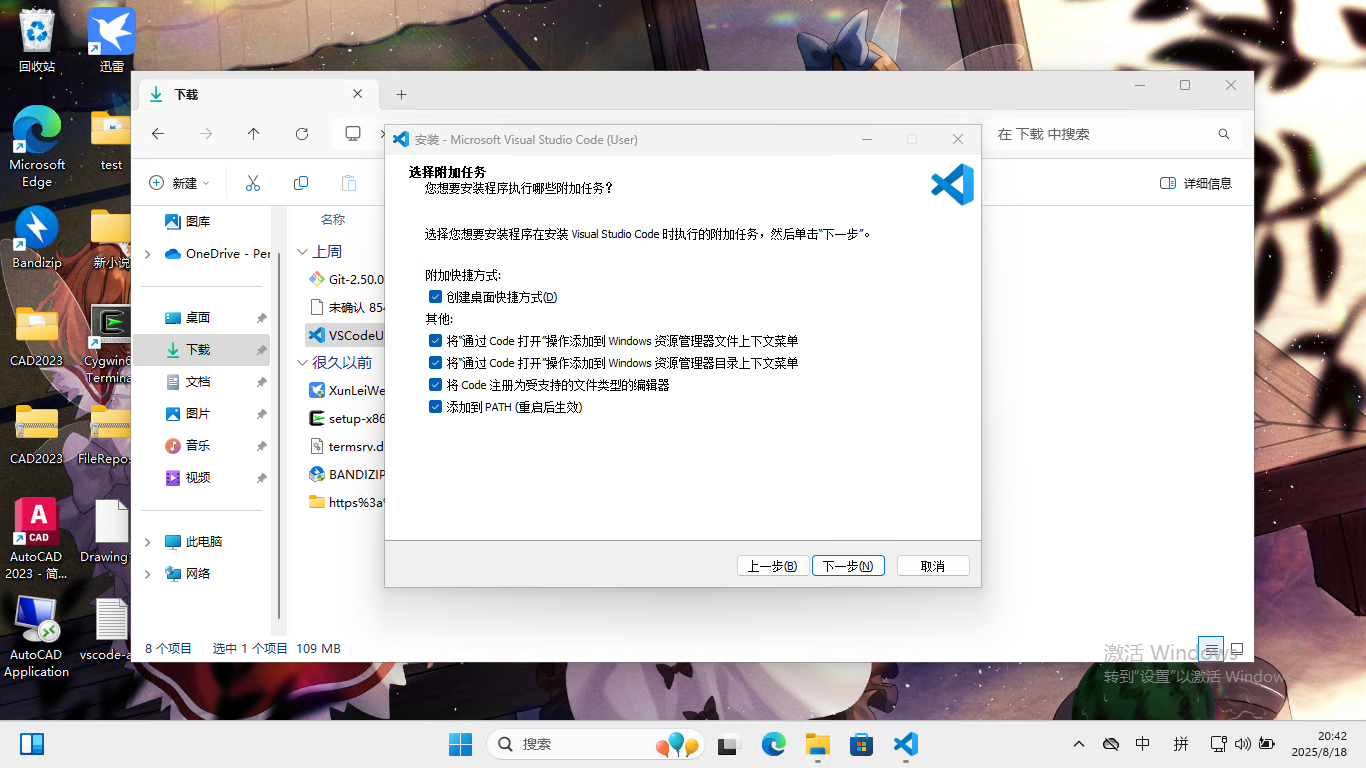 回收站
迅雷
Microsoft Edge
test
Bandizip
新小说
CAD2023
Cygwin6
Termina
CAD2023
FileRepos
AutoCAD 2023 - 简...
Drawing
AutoCAD Application
vscode-a
下载
在 下载 中搜索
新建
详细信息
图库
OneDrive - Per
桌面
下载
文档
图片
音乐
视频
此电脑
网络
名称
上周
Git-2.50.0
未确认 854
VSCodeU
很久以前
XunLeiWe
setup-x86
termsrv.d
BANDIZIP
https%3a%
8 个项目
选中 1 个项目 109 MB
安装 - Microsoft Visual Studio Code (User)
选择附加任务
您想要安装程序执行哪些附加任务？
选择您想要安装程序在安装 Visual Studio Code 时执行的附加任务，然后单击“下一步”。
附加快捷方式:
创建桌面快捷方式(D)
其他:
将“通过 Code 打开”操作添加到 Windows 资源管理器文件上下文菜单
将“通过 Code 打开”操作添加到 Windows 资源管理器目录上下文菜单
将 Code 注册为受支持的文件类型的编辑器
添加到 PATH (重启后生效)
上一步(B)
下一步(N)
取消
激活 Windows
转到“设置”以激活 Windows。
搜索
中
拼
20:42
2025/8/18